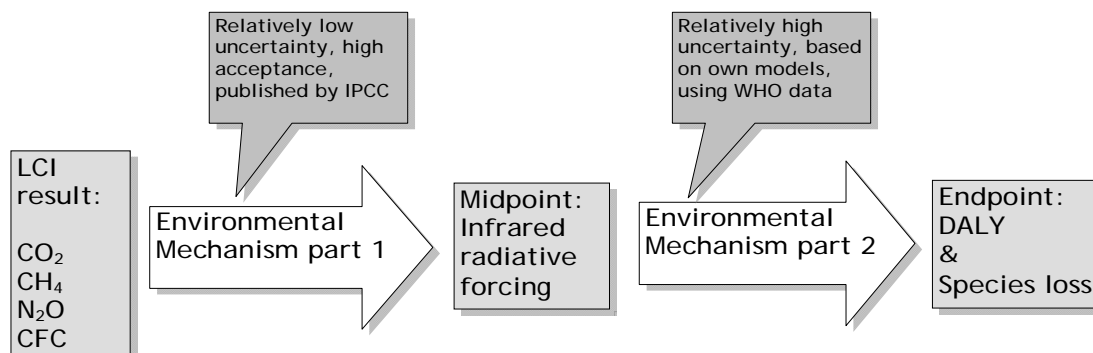 Relatively low
uncertainty, high
acceptance,
published by IPCC
Relatively high
uncertainty, based
on own models,
using WHO data
LCI
result:
CO₂
CH₄
N₂O
CFC
Environmental
Mechanism part 1
Midpoint:
Infrared
radiative
forcing
Environmental
Mechanism part 2
Endpoint:
DALY
&
Species loss